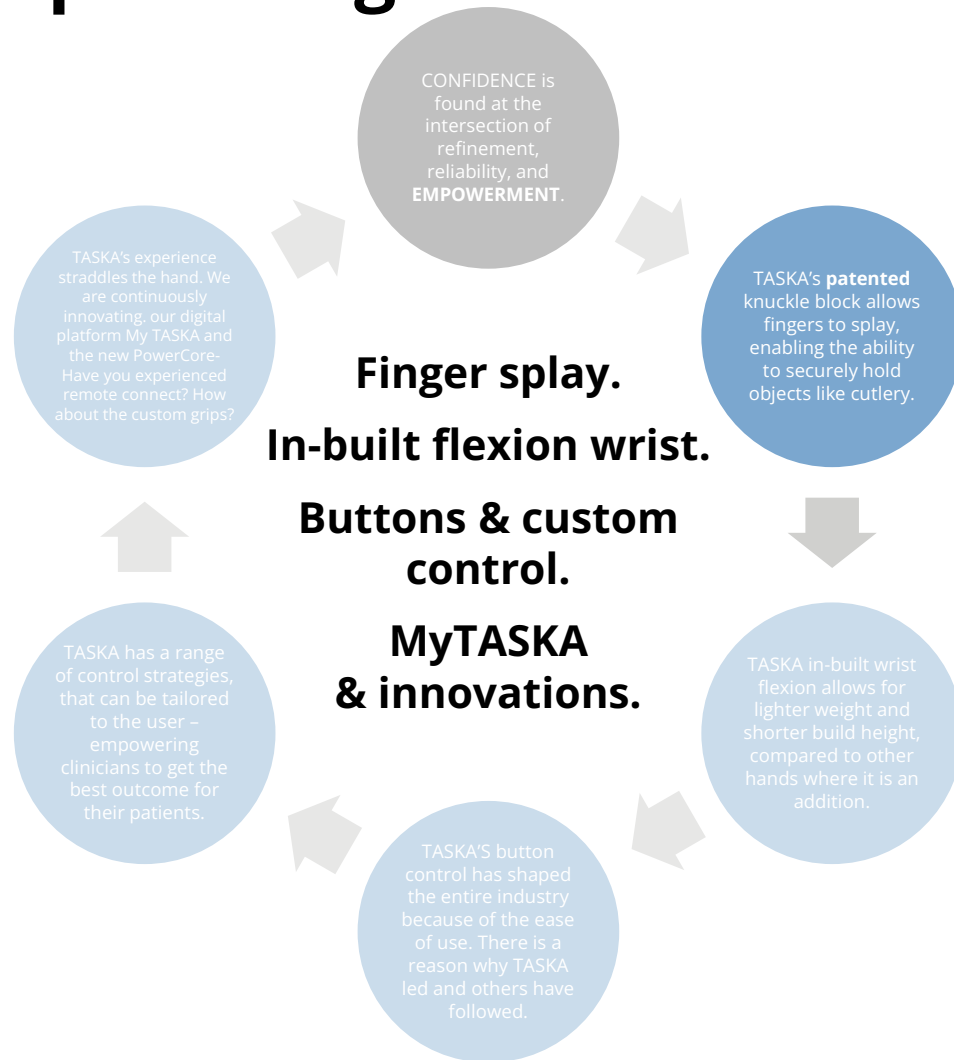 CONFIDENCE is
found at the
intersection of
refinement,
reliability, and
EMPOWERMENT.
TASKA's patented
knuckle block allows
fingers to splay,
enabling the ability
to securely hold
objects like cutlery.
TASKA in-built wrist
flexion allows for
lighter weight and
shorter build height,
compared to other
hands where it is an
addition.
TASKA'S button
control has shaped
the entire industry
because of the ease
of use. There is a
reason why TASKA
led and others have
followed.
TASKA has a range
of control strategies,
that can be tailored
to the user –
empowering
clinicians to get the
best outcome for
their patients.
TASKA's experience
straddles the hand. We
are continuously
innovating. our digital
platform My TASKA and
the new PowerCore-
Have you experienced
remote connect? How
about the custom grips?
Finger splay.
In-built flexion wrist.
Buttons & custom
control.
MyTASKA
& innovations.